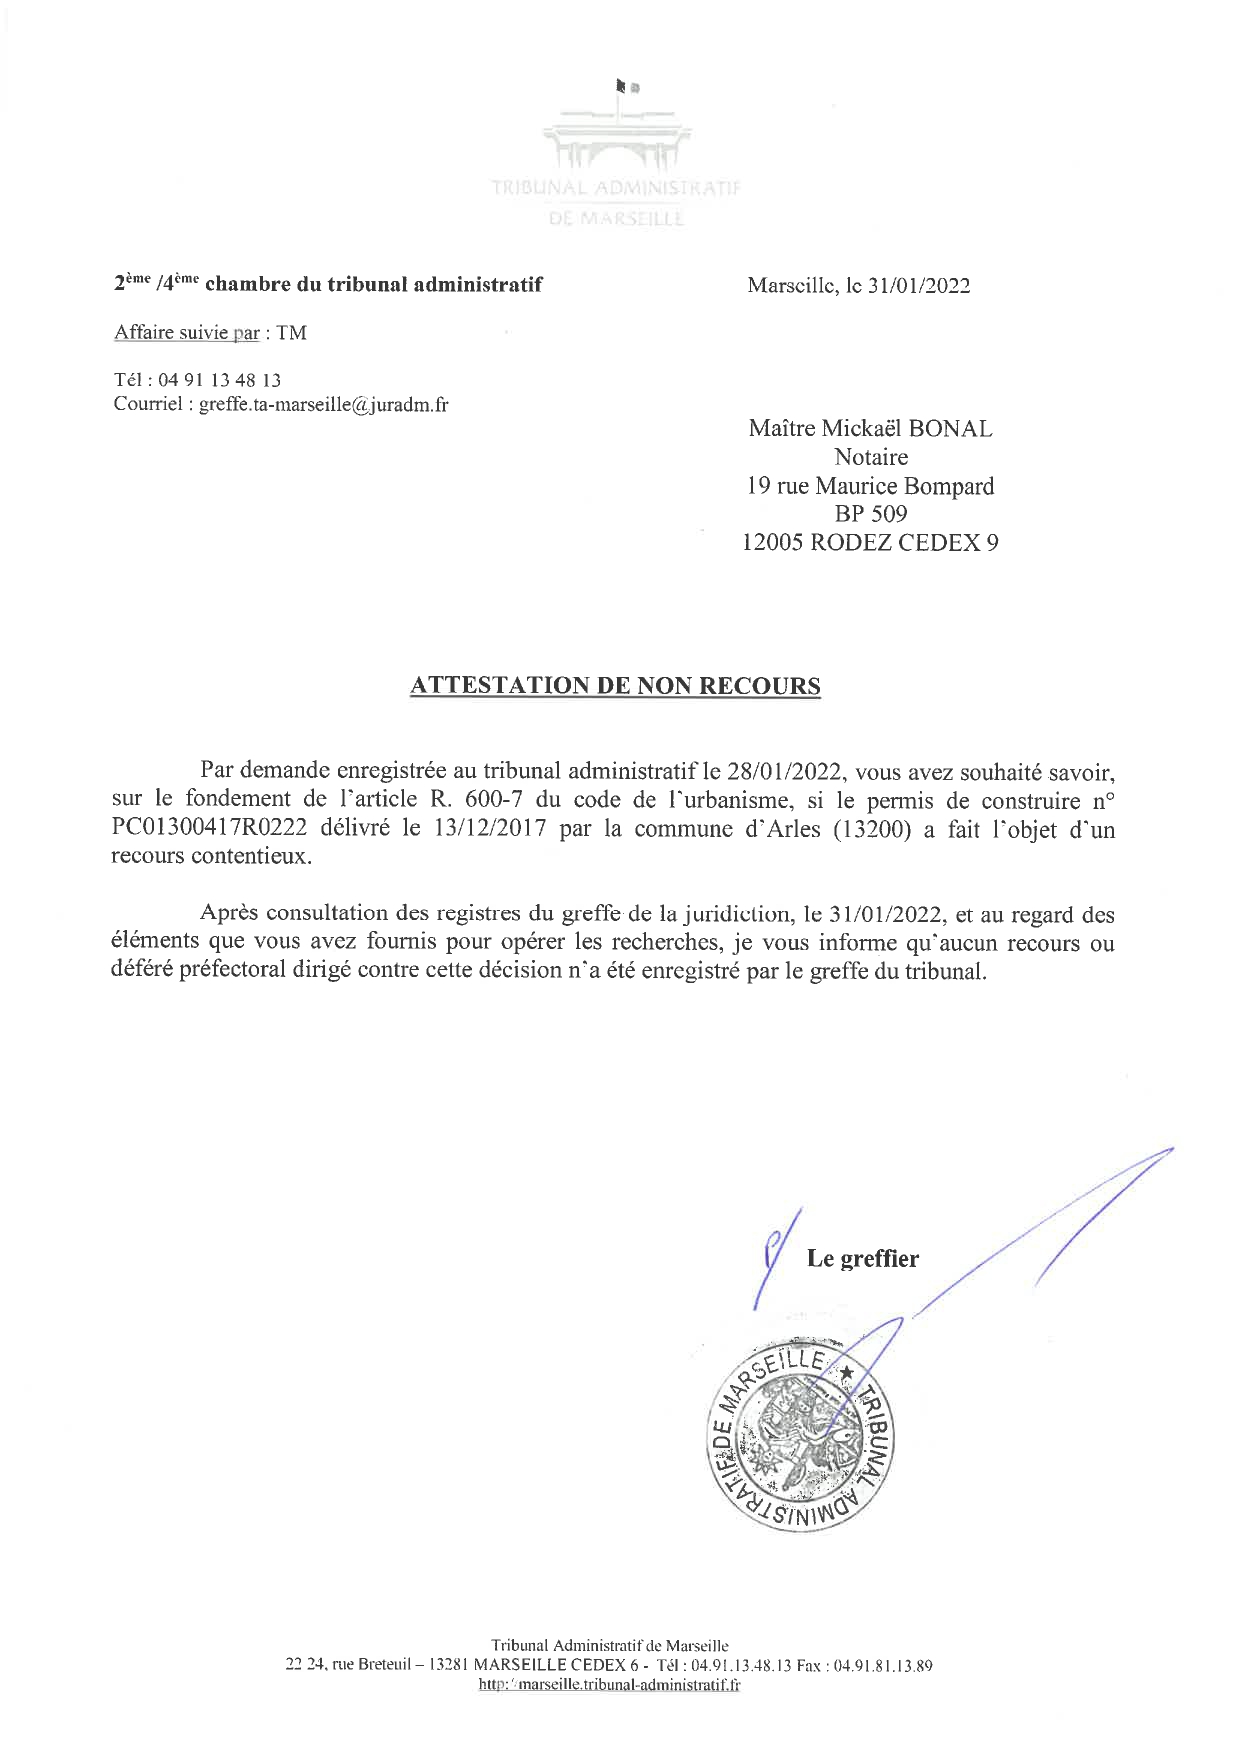 TRIBUNAL ADMINISTRATIF
DE MARSEILLE
2ème /4ème chambre du tribunal administratif
Marseille, le 31/01/2022
Affaire suivie par : TM
Tél : 04 91 13 48 13
Courriel : greffe.ta-marseille@juradm.fr
Maître Mickaël BONAL
Notaire
19 rue Maurice Bompard
BP 509
12005 RODEZ CEDEX 9
ATTESTATION DE NON RECOURS
Par demande enregistrée au tribunal administratif le 28/01/2022, vous avez souhaité savoir,
sur le fondement de l'article R. 600-7 du code de l'urbanisme, si le permis de construire n°
PC01300417R0222 délivré le 13/12/2017 par la commune d'Arles (13200) a fait l'objet d'un
recours contentieux.
Après consultation des registres du greffe de la juridiction, le 31/01/2022, et au regard des
éléments que vous avez fournis pour opérer les recherches, je vous informe qu'aucun recours ou
déféré préfectoral dirigé contre cette décision n'a été enregistré par le greffe du tribunal.
Le greffier
TRIBUNAL ADMINISTRATIF DE MARSEILLE ★
Tribunal Administratif de Marseille
22 24, rue Breteuil – 13281 MARSEILLE CEDEX 6 - Tél : 04.91.13.48.13 Fax : 04.91.81.13.89
http://marseille.tribunal-administratif.fr